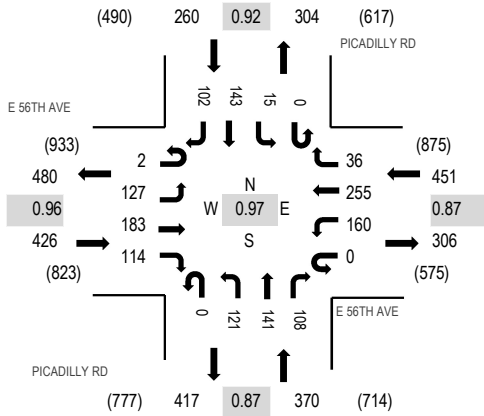 (490) 260 0.92 304 (617)
PICADILLY RD
E 56TH AVE
102 143 15 0
(933) (875)
480 2 36 451
127 N 255
0.96 W 0.97 E 0.87
183 160
426 S 306
114 0
(823) (575)
0 121 141 108
E 56TH AVE
PICADILLY RD
(777) 417 0.87 370 (714)